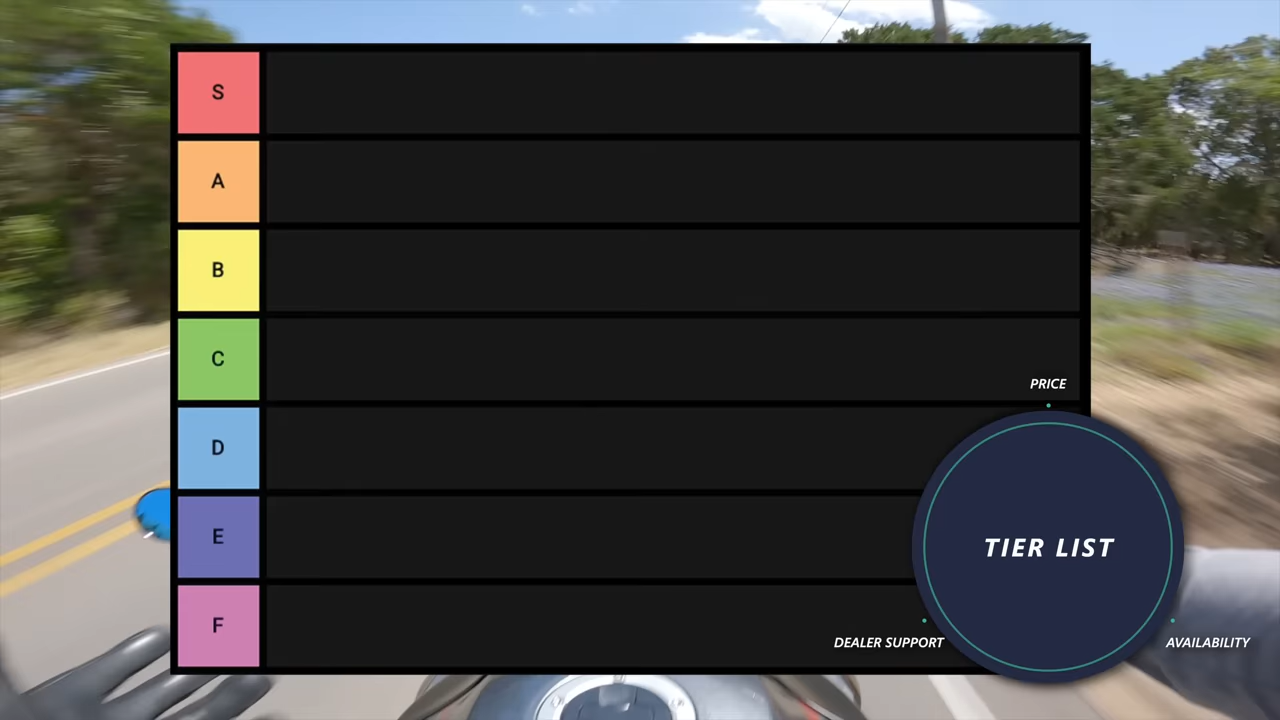 S
A
B
C
PRICE
D
E
TIER LIST
F
DEALER SUPPORT
AVAILABILITY